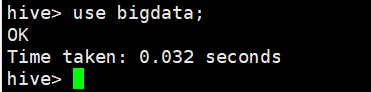 hive> use bigdata;
OK
Time taken: 0.032 seconds
hive>